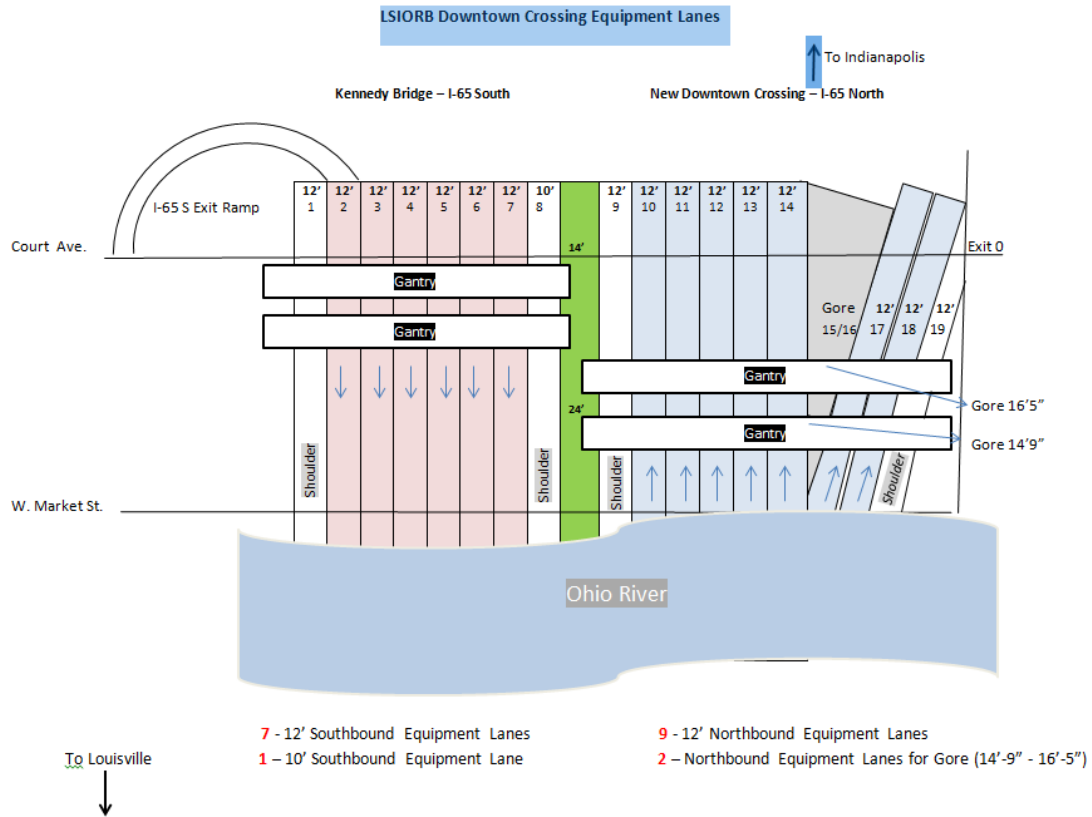 LSIORB Downtown Crossing Equipment Lanes
To Indianapolis
Kennedy Bridge – I-65 South
New Downtown Crossing – I-65 North
12’ 12’ 12’ 12’ 12’ 12’ 12’ 10’ 12’ 12’ 12’ 12’ 12’ 12’
1 2 3 4 5 6 7 8 9 10 11 12 13 14
I-65 S Exit Ramp
Court Ave.
14’
Exit 0
Gantry
Gore 12’ 12’ 12’
15/16 17 18 19
Gantry
Gantry
24’
Gore 16’5”
Gantry
Gore 14’9”
Shoulder
Shoulder
Shoulder
Shoulder
W. Market St.
Ohio River
7 - 12’ Southbound Equipment Lanes
1 – 10’ Southbound Equipment Lane
9 - 12’ Northbound Equipment Lanes
2 – Northbound Equipment Lanes for Gore (14’-9” - 16’-5”)
To Louisville